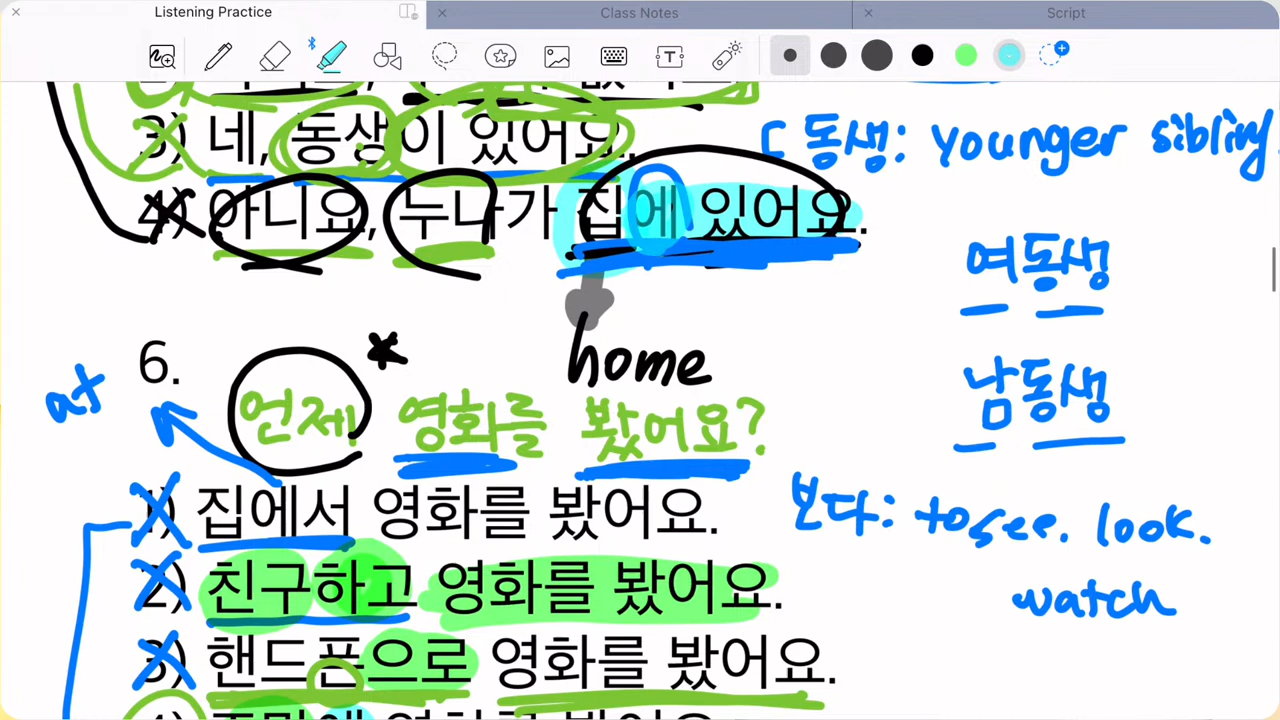 Listening Practice
Class Notes
Script
3) 네, 동생이 있어요.
동생: younger sibling.
4) 아니요, 누나가 집에 있어요.
여동생
home
6.
at
언제 영화를 봤어요?
남동생
1) 집에서 영화를 봤어요.
보다: to see. look.
watch
2) 친구하고 영화를 봤어요.
3) 핸드폰으로 영화를 봤어요.